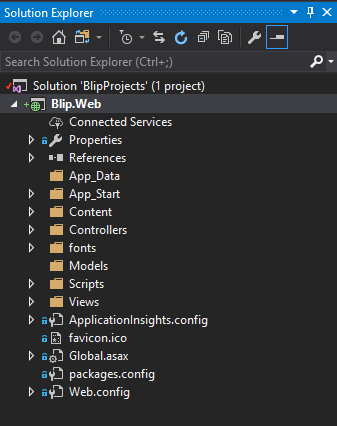 Solution Explorer
Search Solution Explorer (Ctrl+;)
Solution 'BlipProjects' (1 project)
Blip.Web
Connected Services
Properties
References
App_Data
App_Start
Content
Controllers
fonts
Models
Scripts
Views
ApplicationInsights.config
favicon.ico
Global.asax
packages.config
Web.config